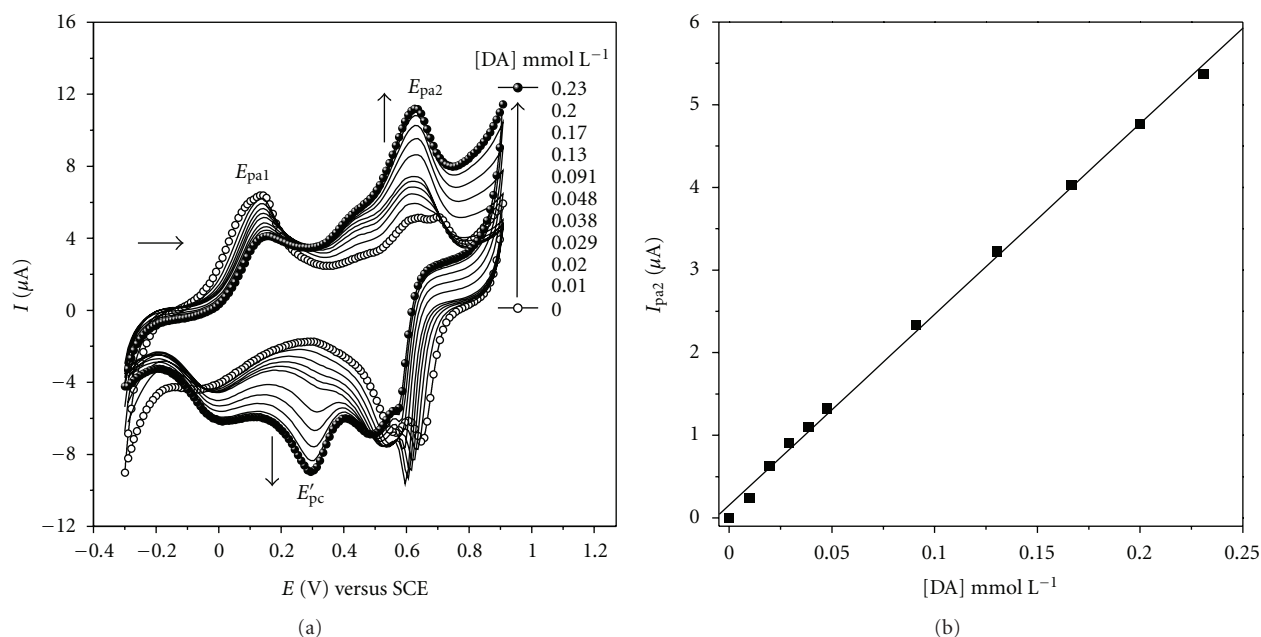 16
12
8
4
0
−4
−8
−12
I (μA)
−0.4 −0.2 0 0.2 0.4 0.6 0.8 1 1.2
E (V) versus SCE
(a)
E_pa1
E_pa2
E′_pc
[DA] mmol L⁻¹
0.23
0.2
0.17
0.13
0.091
0.048
0.038
0.029
0.02
0.01
0
6
5
4
3
2
1
0
I_pa2 (μA)
0 0.05 0.1 0.15 0.2 0.25
[DA] mmol L⁻¹
(b)